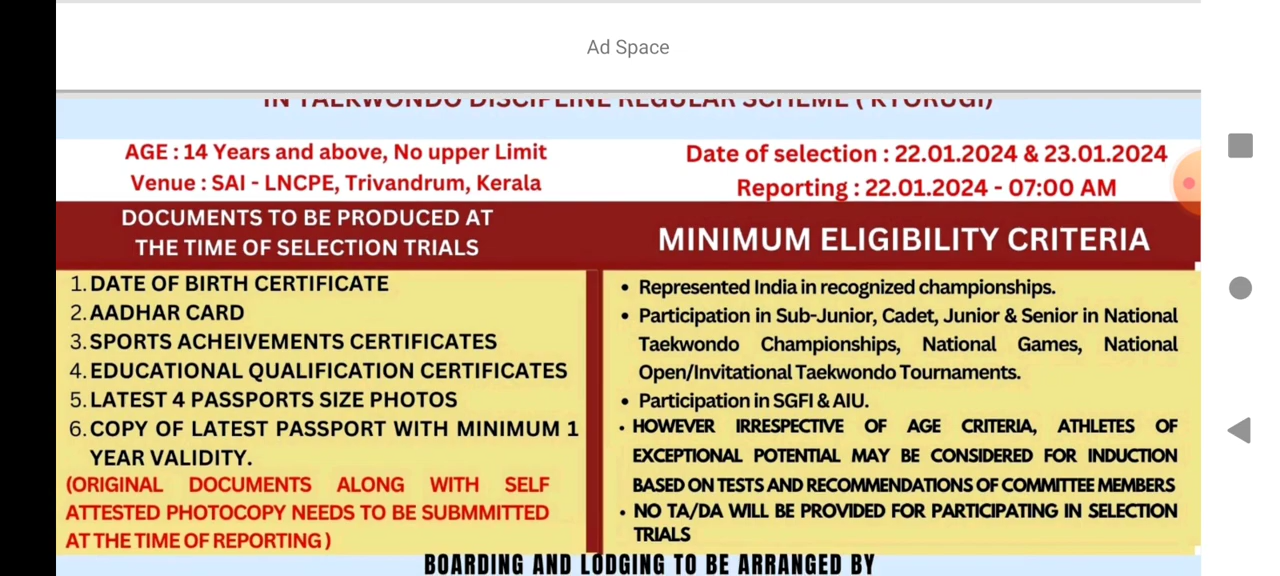 Ad Space
IN TAEKWONDO DISCIPLINE REGULAR SCHEME ( KYORUGI)
AGE : 14 Years and above, No upper Limit
Venue : SAI - LNCPE, Trivandrum, Kerala
Date of selection : 22.01.2024 & 23.01.2024
Reporting : 22.01.2024 - 07:00 AM
DOCUMENTS TO BE PRODUCED AT
THE TIME OF SELECTION TRIALS
1. DATE OF BIRTH CERTIFICATE
2. AADHAR CARD
3. SPORTS ACHEIVEMENTS CERTIFICATES
4. EDUCATIONAL QUALIFICATION CERTIFICATES
5. LATEST 4 PASSPORTS SIZE PHOTOS
6. COPY OF LATEST PASSPORT WITH MINIMUM 1
YEAR VALIDITY.
(ORIGINAL DOCUMENTS ALONG WITH SELF
ATTESTED PHOTOCOPY NEEDS TO BE SUBMMITTED
AT THE TIME OF REPORTING )
MINIMUM ELIGIBILITY CRITERIA
• Represented India in recognized championships.
• Participation in Sub-Junior, Cadet, Junior & Senior in National
Taekwondo Championships, National Games, National
Open/Invitational Taekwondo Tournaments.
• Participation in SGFI & AIU.
• HOWEVER IRRESPECTIVE OF AGE CRITERIA, ATHLETES OF
EXCEPTIONAL POTENTIAL MAY BE CONSIDERED FOR INDUCTION
BASED ON TESTS AND RECOMMENDATIONS OF COMMITTEE MEMBERS
• NO TA/DA WILL BE PROVIDED FOR PARTICIPATING IN SELECTION
TRIALS
BOARDING AND LODGING TO BE ARRANGED BY